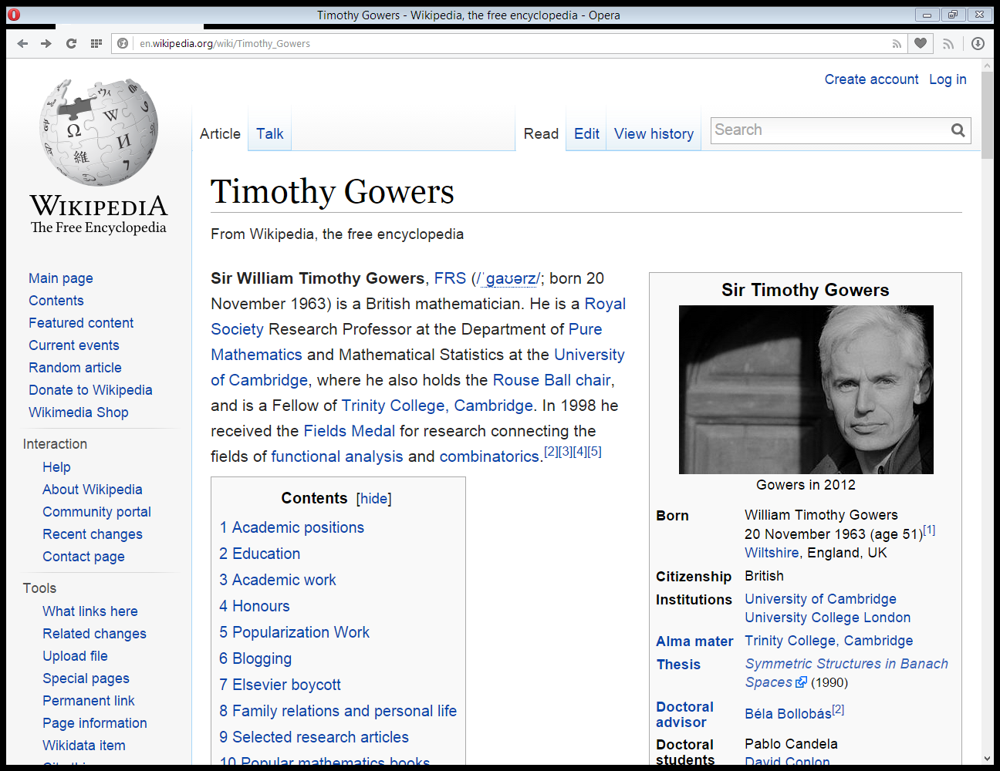 Timothy Gowers - Wikipedia, the free encyclopedia - Opera
en.wikipedia.org/wiki/Timothy_Gowers
Create account Log in
Article Talk Read Edit View history Search
Ω W И 維 7
WIKIPEDIA
The Free Encyclopedia
Main page
Contents
Featured content
Current events
Random article
Donate to Wikipedia
Wikimedia Shop
Interaction
Help
About Wikipedia
Community portal
Recent changes
Contact page
Tools
What links here
Related changes
Upload file
Special pages
Permanent link
Page information
Wikidata item
Timothy Gowers
From Wikipedia, the free encyclopedia
Sir William Timothy Gowers, FRS (/ˈɡaʊərz/; born 20
November 1963) is a British mathematician. He is a Royal
Society Research Professor at the Department of Pure
Mathematics and Mathematical Statistics at the University
of Cambridge, where he also holds the Rouse Ball chair,
and is a Fellow of Trinity College, Cambridge. In 1998 he
received the Fields Medal for research connecting the
fields of functional analysis and combinatorics.[2][3][4][5]
Contents [hide]
1 Academic positions
2 Education
3 Academic work
4 Honours
5 Popularization Work
6 Blogging
7 Elsevier boycott
8 Family relations and personal life
9 Selected research articles
10 Popular mathematics books
Sir Timothy Gowers
Gowers in 2012
Born William Timothy Gowers
20 November 1963 (age 51)[1]
Wiltshire, England, UK
Citizenship British
Institutions University of Cambridge
University College London
Alma mater Trinity College, Cambridge
Thesis Symmetric Structures in Banach
Spaces (1990)
Doctoral
advisor Béla Bollobás[2]
Doctoral
students Pablo Candela
David Conlon